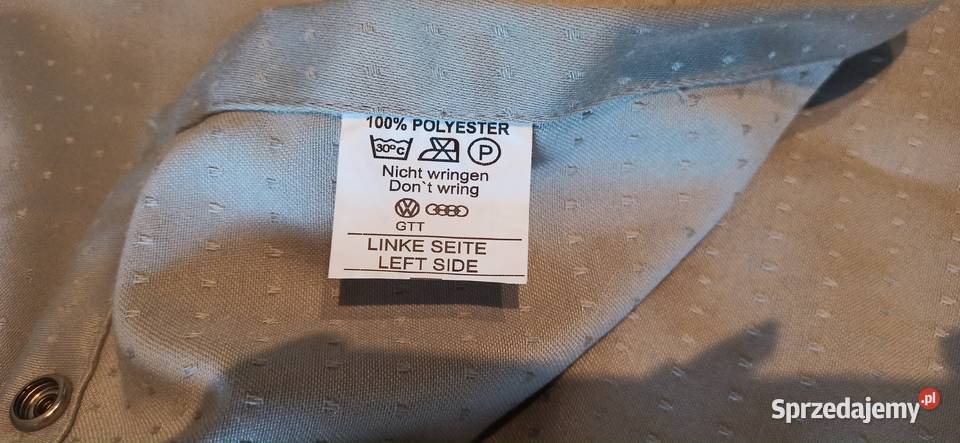 100% POLYESTER
30°C P
Nicht wringen
Don`t wring
GTT
LINKE SEITE
LEFT SIDE
Sprzedajemy.pl